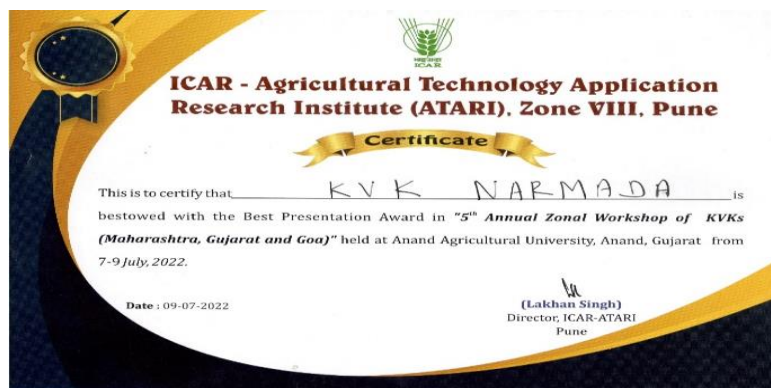 ICAR
ICAR - Agricultural Technology Application
Research Institute (ATARI), Zone VIII, Pune
Certificate
This is to certify that KVK NARMADA is
bestowed with the Best Presentation Award in "5th Annual Zonal Workshop of KVKs
(Maharashtra, Gujarat and Goa)" held at Anand Agricultural University, Anand, Gujarat from
7-9 July, 2022.
Date : 09-07-2022
(Lakhan Singh)
Director, ICAR-ATARI
Pune